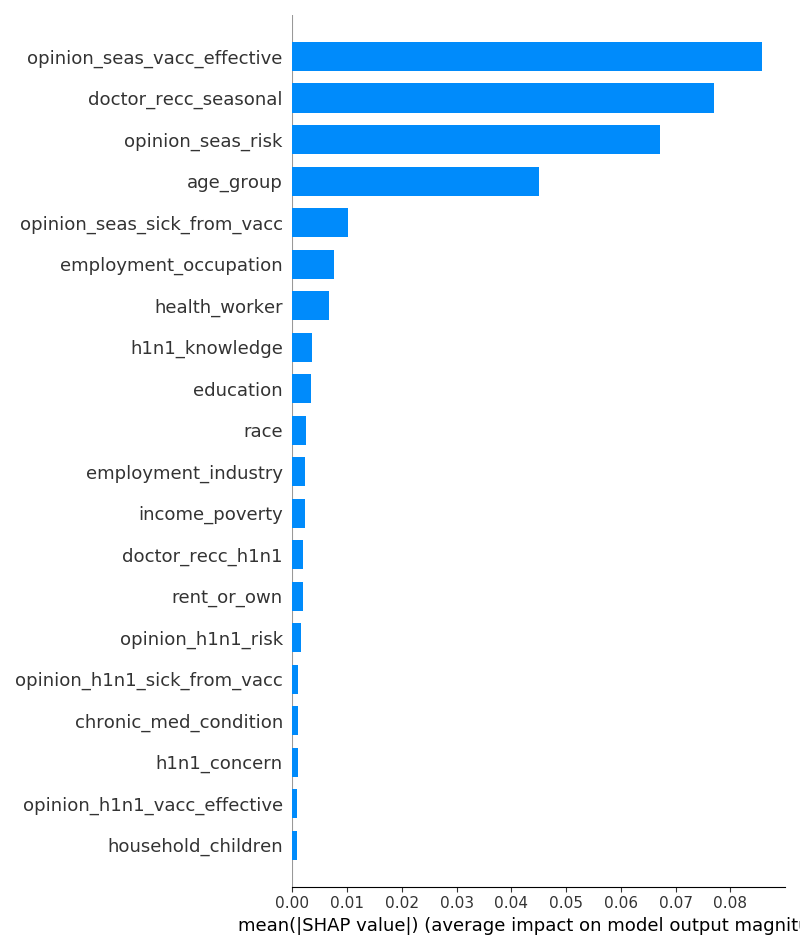 opinion_seas_vacc_effective
doctor_recc_seasonal
opinion_seas_risk
age_group
opinion_seas_sick_from_vacc
employment_occupation
health_worker
h1n1_knowledge
education
race
employment_industry
income_poverty
doctor_recc_h1n1
rent_or_own
opinion_h1n1_risk
opinion_h1n1_sick_from_vacc
chronic_med_condition
h1n1_concern
opinion_h1n1_vacc_effective
household_children
0.00 0.01 0.02 0.03 0.04 0.05 0.06 0.07 0.08
mean(|SHAP value|) (average impact on model output magnitu